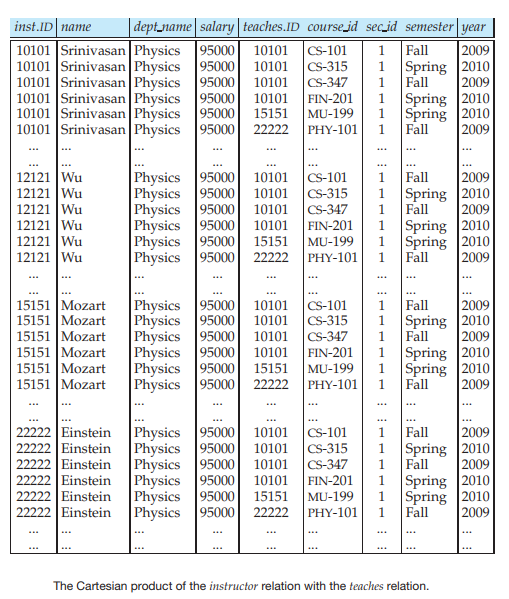 inst.ID name dept_name salary teaches.ID course_id sec_id semester year
10101 Srinivasan Physics 95000 10101 CS-101 1 Fall 2009
10101 Srinivasan Physics 95000 10101 CS-315 1 Spring 2010
10101 Srinivasan Physics 95000 10101 CS-347 1 Fall 2009
10101 Srinivasan Physics 95000 10101 FIN-201 1 Spring 2010
10101 Srinivasan Physics 95000 15151 MU-199 1 Spring 2010
10101 Srinivasan Physics 95000 22222 PHY-101 1 Fall 2009
... ... ... ... ... ... ... ... ...
... ... ... ... ... ... ... ... ...
12121 Wu Physics 95000 10101 CS-101 1 Fall 2009
12121 Wu Physics 95000 10101 CS-315 1 Spring 2010
12121 Wu Physics 95000 10101 CS-347 1 Fall 2009
12121 Wu Physics 95000 10101 FIN-201 1 Spring 2010
12121 Wu Physics 95000 15151 MU-199 1 Spring 2010
12121 Wu Physics 95000 22222 PHY-101 1 Fall 2009
... ... ... ... ... ... ... ... ...
... ... ... ... ... ... ... ... ...
15151 Mozart Physics 95000 10101 CS-101 1 Fall 2009
15151 Mozart Physics 95000 10101 CS-315 1 Spring 2010
15151 Mozart Physics 95000 10101 CS-347 1 Fall 2009
15151 Mozart Physics 95000 10101 FIN-201 1 Spring 2010
15151 Mozart Physics 95000 15151 MU-199 1 Spring 2010
15151 Mozart Physics 95000 22222 PHY-101 1 Fall 2009
... ... ... ... ... ... ... ... ...
... ... ... ... ... ... ... ... ...
22222 Einstein Physics 95000 10101 CS-101 1 Fall 2009
22222 Einstein Physics 95000 10101 CS-315 1 Spring 2010
22222 Einstein Physics 95000 10101 CS-347 1 Fall 2009
22222 Einstein Physics 95000 10101 FIN-201 1 Spring 2010
22222 Einstein Physics 95000 15151 MU-199 1 Spring 2010
22222 Einstein Physics 95000 22222 PHY-101 1 Fall 2009
... ... ... ... ... ... ... ... ...
... ... ... ... ... ... ... ... ...
The Cartesian product of the instructor relation with the teaches relation.